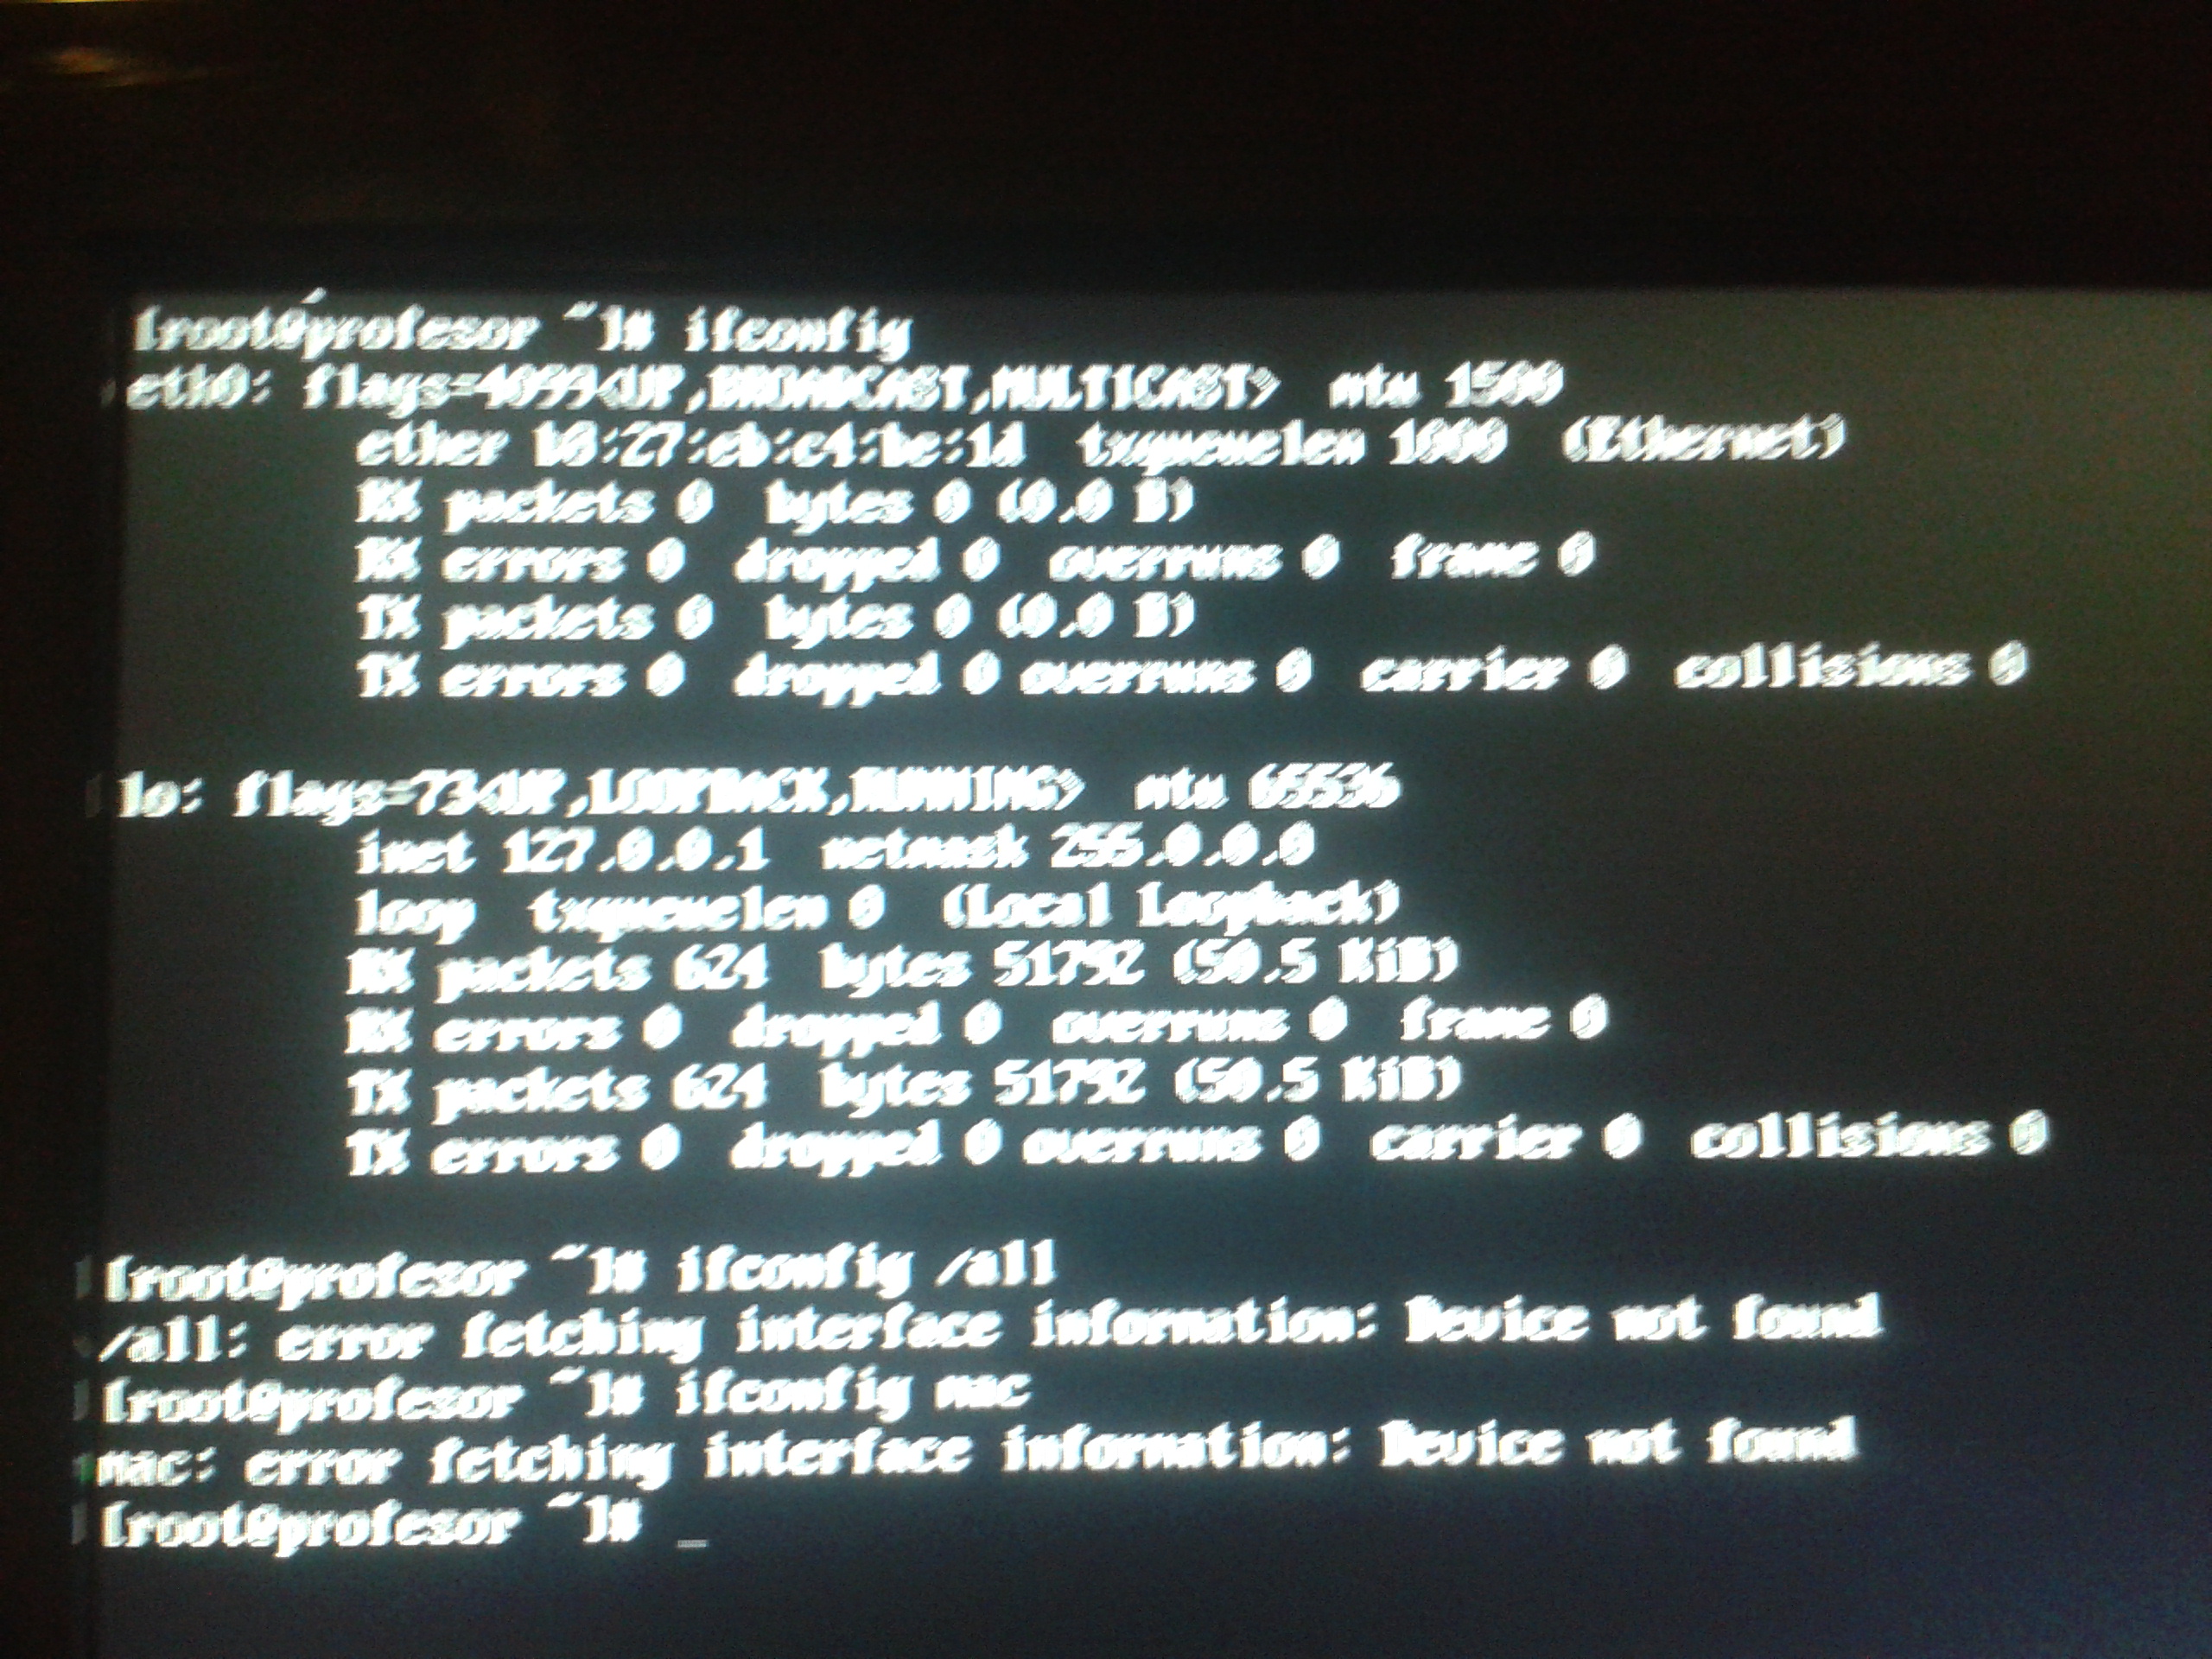 [root@profesor ~]# ifconfig
eth0: flags=4099<UP,BROADCAST,MULTICAST>  mtu 1500
ether b8:27:eb:c4:be:1d  txqueuelen 1000  (Ethernet)
RX packets 0  bytes 0 (0.0 B)
RX errors 0  dropped 0  overruns 0  frame 0
TX packets 0  bytes 0 (0.0 B)
TX errors 0  dropped 0 overruns 0  carrier 0  collisions 0
lo: flags=73<UP,LOOPBACK,RUNNING>  mtu 65536
inet 127.0.0.1  netmask 255.0.0.0
loop  txqueuelen 0  (Local Loopback)
RX packets 624  bytes 51792 (50.5 KiB)
RX errors 0  dropped 0  overruns 0  frame 0
TX packets 624  bytes 51792 (50.5 KiB)
TX errors 0  dropped 0 overruns 0  carrier 0  collisions 0
[root@profesor ~]# ifconfig /all
/all: error fetching interface information: Device not found
[root@profesor ~]# ifconfig mac
mac: error fetching interface information: Device not found
[root@profesor ~]# _